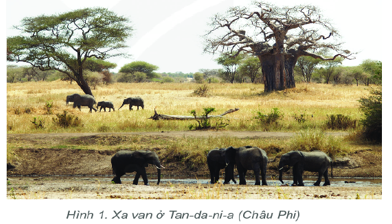 Hình 1. Xa van ở Tan-da-ni-a (Châu Phi)